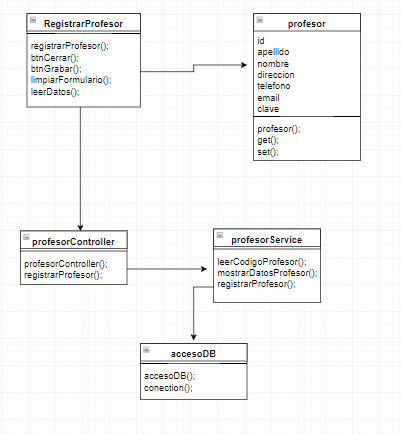 RegistrarProfesor
registrarProfesor();
btnCerrar();
btnGrabar();
limpiarFormulario();
leerDatos();
profesor
id
apellido
nombre
direccion
telefono
email
clave
profesor();
get();
set();
profesorController
profesorController();
registrarProfesor();
profesorService
leerCodigoProfesor();
mostrarDatosProfesor();
registrarProfesor();
accesoDB
accesoDB();
conection();